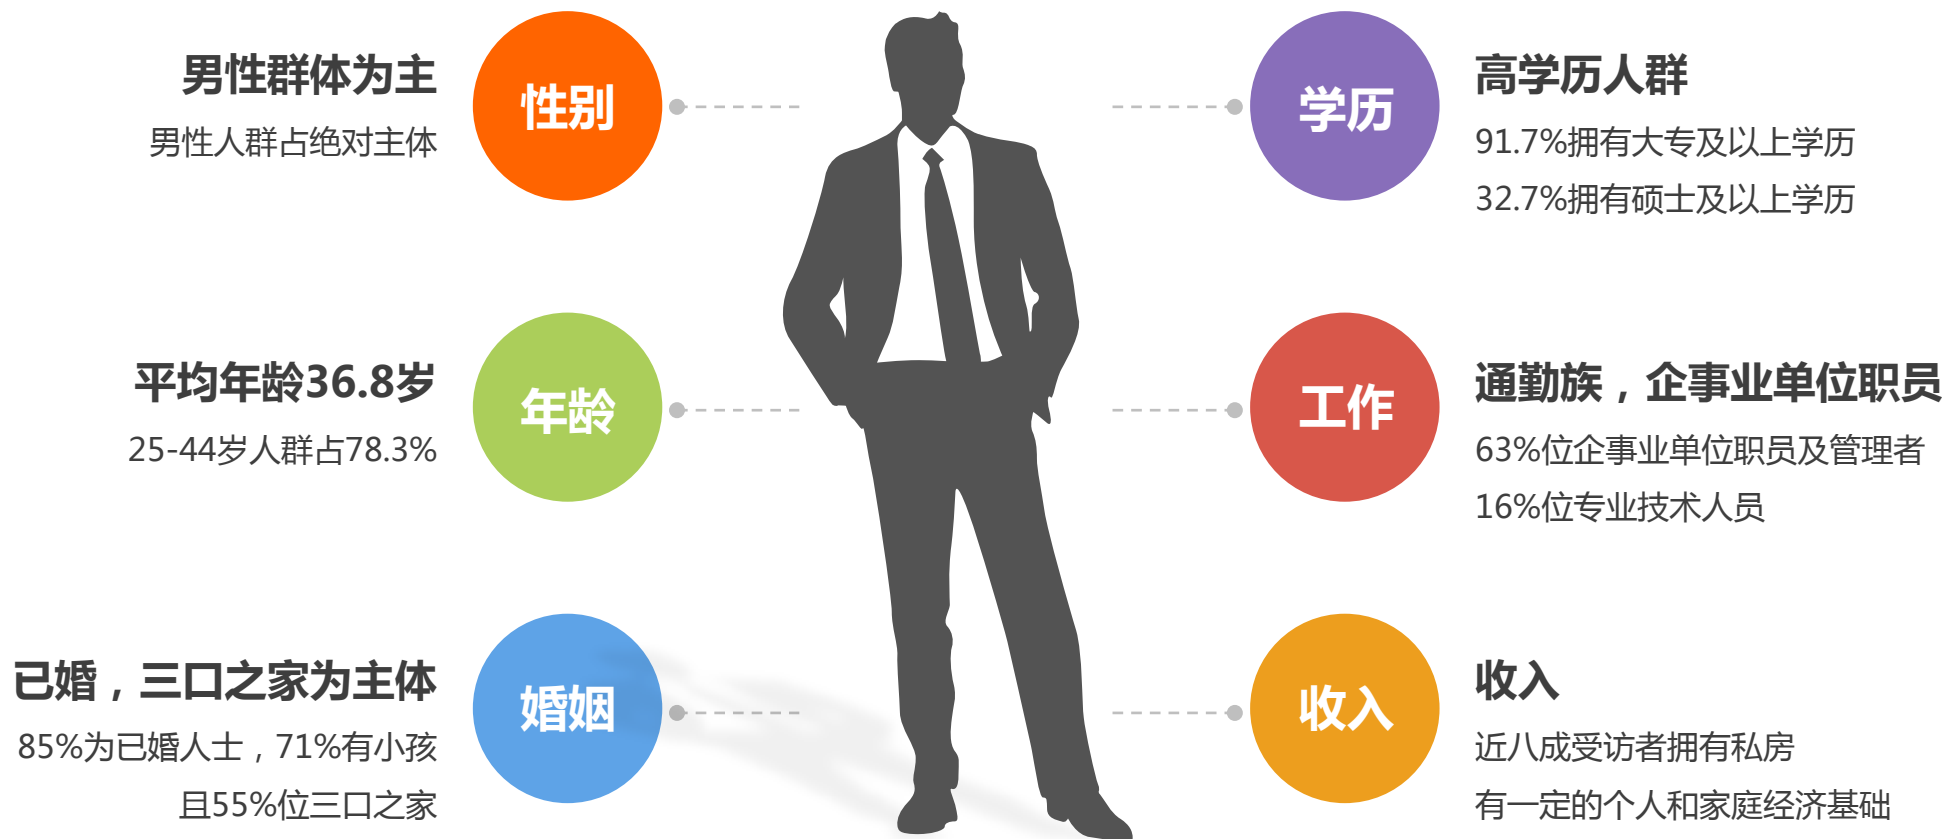 男性群体为主
男性人群占绝对主体
性别
平均年龄36.8岁
25-44岁人群占78.3%
年龄
已婚，三口之家为主体
85%为已婚人士，71%有小孩
且55%位三口之家
婚姻
学历
高学历人群
91.7%拥有大专及以上学历
32.7%拥有硕士及以上学历
工作
通勤族，企事业单位职员
63%位企事业单位职员及管理者
16%位专业技术人员
收入
收入
近八成受访者拥有私房
有一定的个人和家庭经济基础